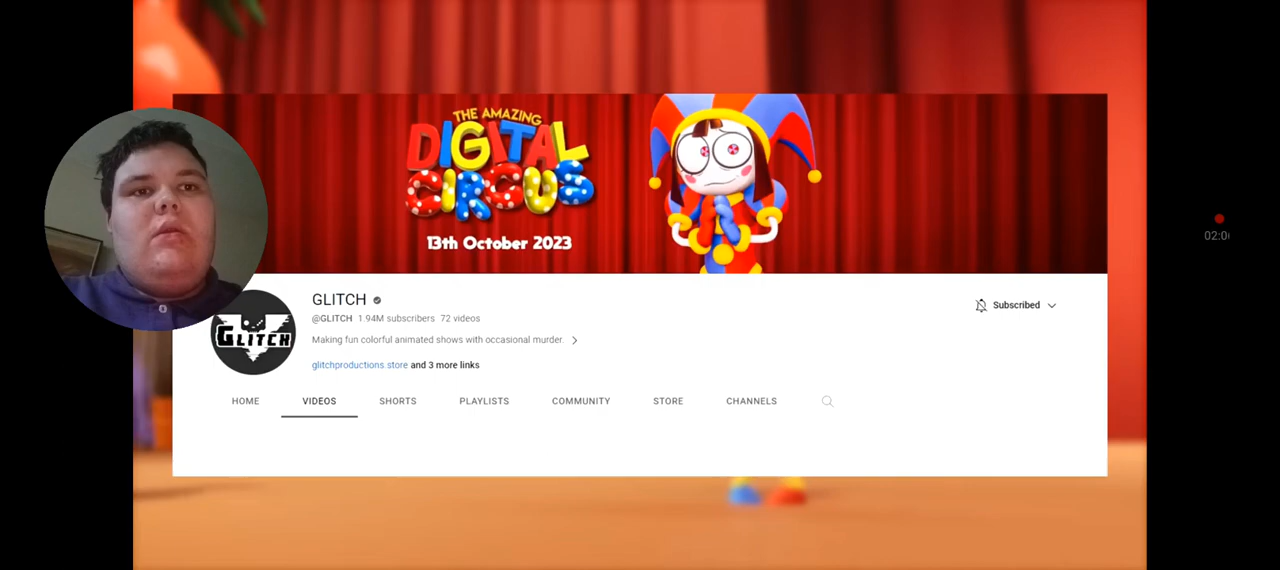 THE AMAZING
DIGITAL
CIRCUS
13th October 2023
GLITCH
@GLITCH 1.94M subscribers 72 videos
Making fun colorful animated shows with occasional murder.
glitchproductions.store and 3 more links
Subscribed
GLITCH
HOME VIDEOS SHORTS PLAYLISTS COMMUNITY STORE CHANNELS